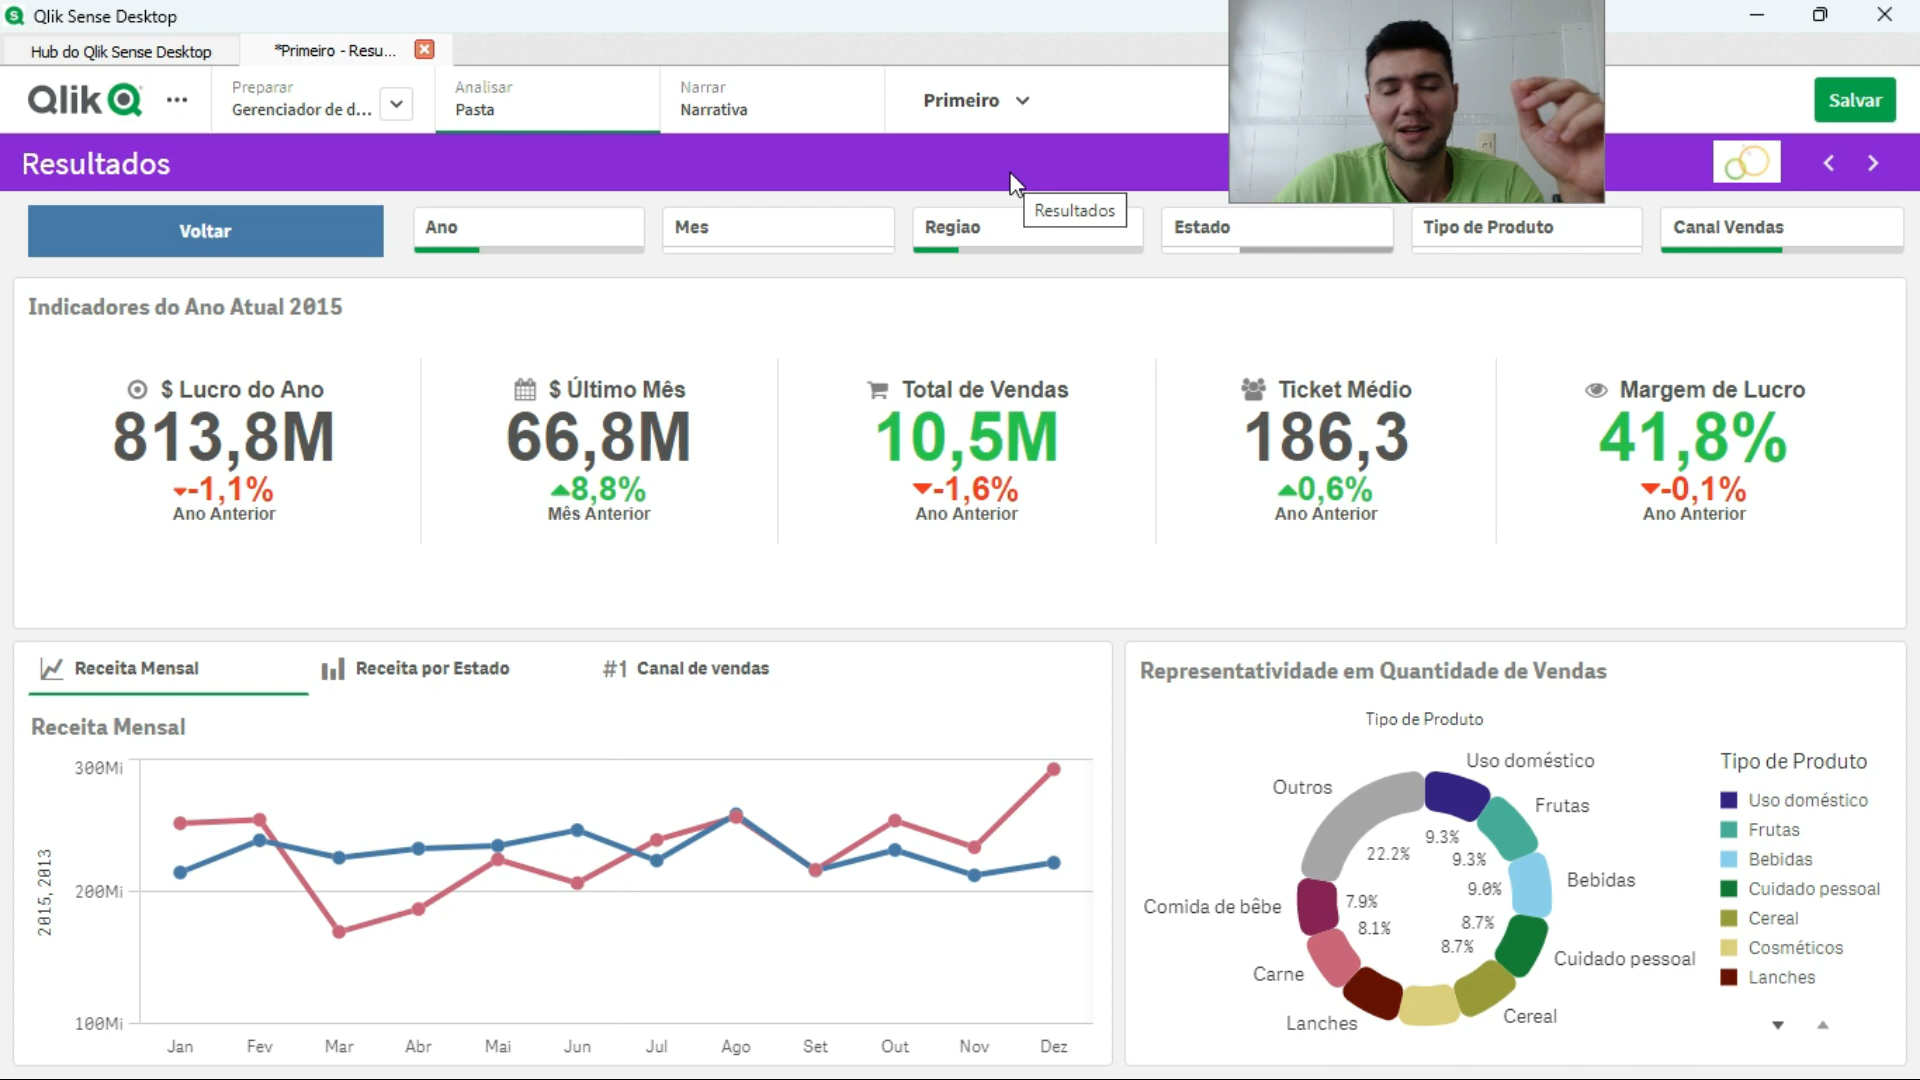 Qlik Sense Desktop
Hub do Qlik Sense Desktop
*Primeiro - Resu...
Qlik
Preparar
Gerenciador de d...
Analisar
Pasta
Narrar
Narrativa
Primeiro
Salvar
Resultados
Resultados
Voltar
Ano
Mes
Regiao
Estado
Tipo de Produto
Canal Vendas
Indicadores do Ano Atual 2015
$ Lucro do Ano
813,8M
-1,1%
Ano Anterior
$ Último Mês
66,8M
8,8%
Mês Anterior
Total de Vendas
10,5M
-1,6%
Ano Anterior
Ticket Médio
186,3
0,6%
Ano Anterior
Margem de Lucro
41,8%
-0,1%
Ano Anterior
Receita Mensal
Receita por Estado
#1 Canal de vendas
Receita Mensal
2015, 2013
300Mi
200Mi
100Mi
Jan Fev Mar Abr Mai Jun Jul Ago Set Out Nov Dez
Representatividade em Quantidade de Vendas
Tipo de Produto
Uso doméstico
Outros
Frutas
9.3%
22.2%
9.3%
Bebidas
9.0%
Comida de bêbe
7.9%
8.7%
8.1%
8.7%
Cuidado pessoal
Carne
Cereal
Lanches
Tipo de Produto
Uso doméstico
Frutas
Bebidas
Cuidado pessoal
Cereal
Cosméticos
Lanches